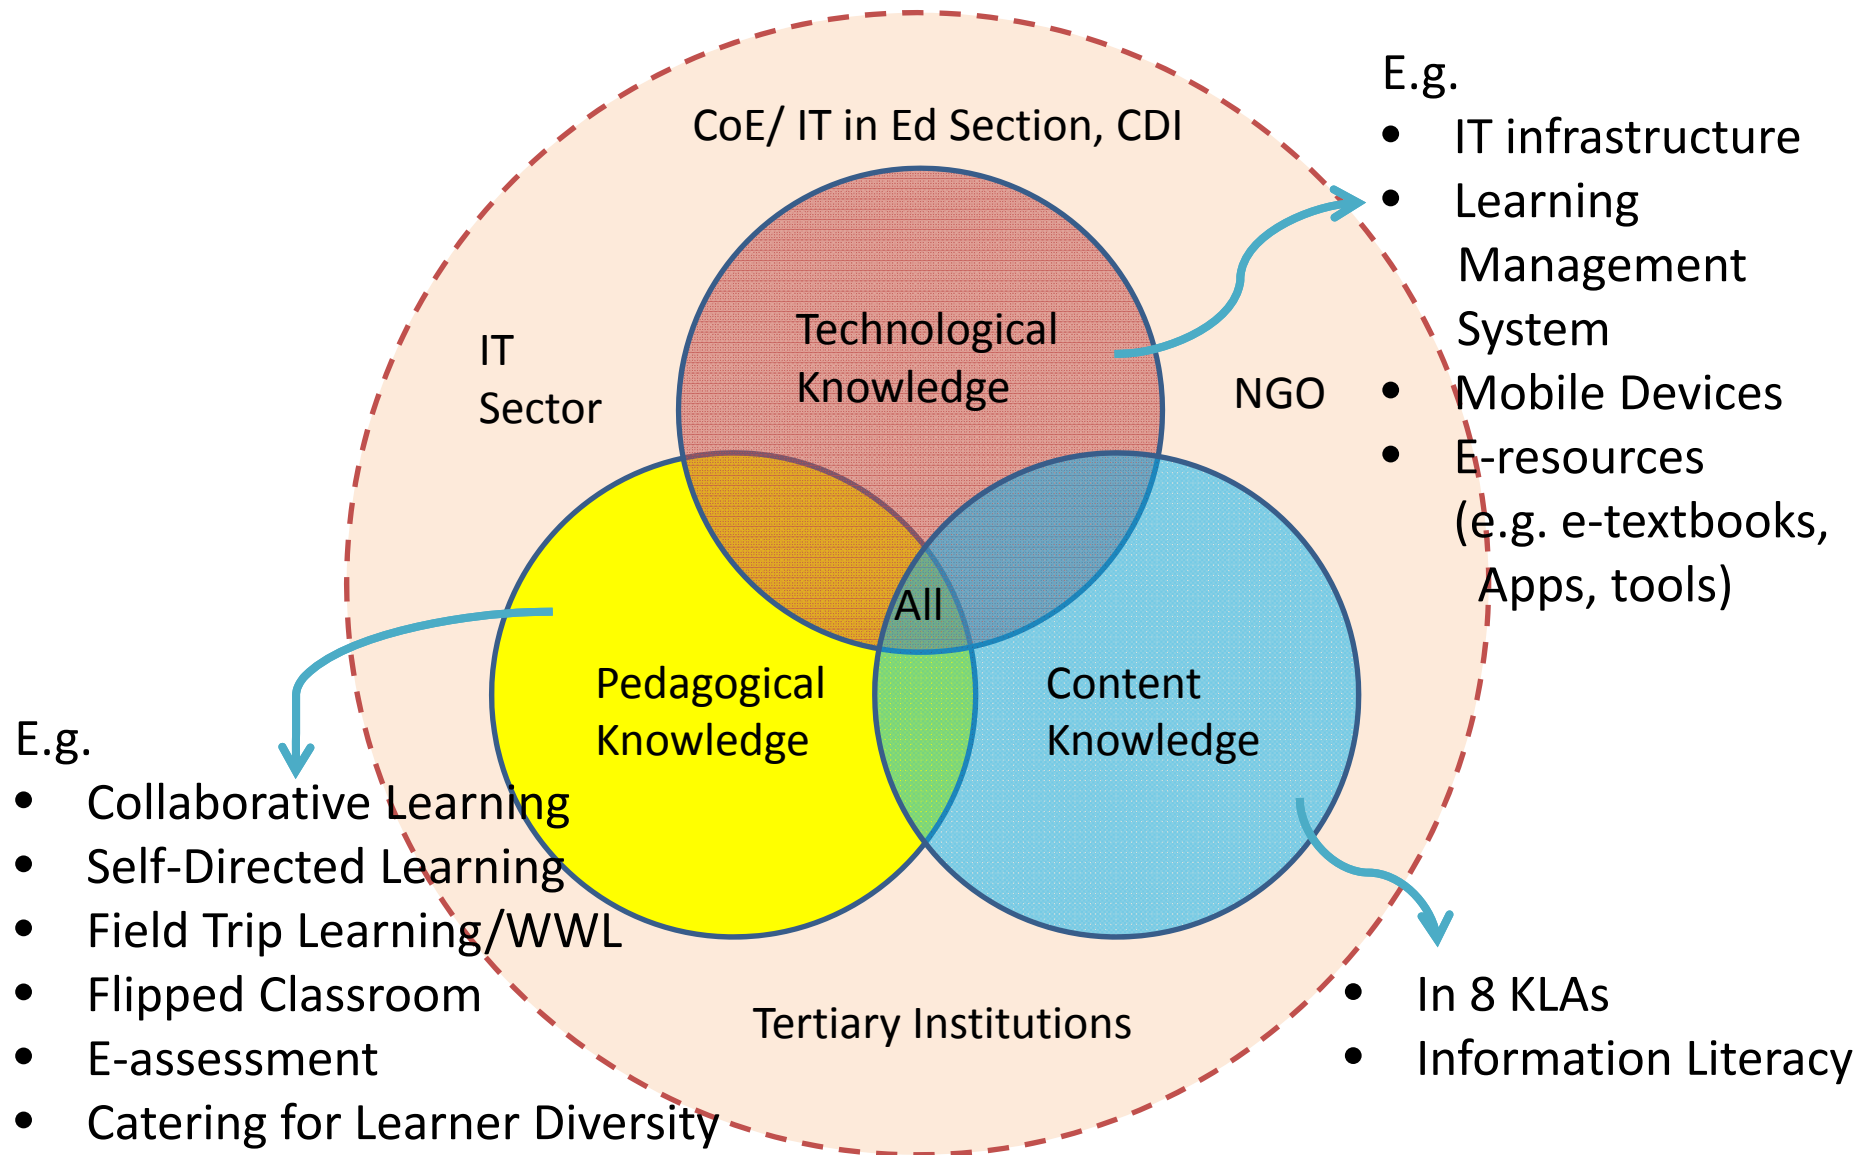 CoE/ IT in Ed Section, CDI
E.g.
• IT infrastructure
• Learning
Management
System
• Mobile Devices
• E-resources
(e.g. e-textbooks,
Apps, tools)
Technological
Knowledge
IT
Sector
NGO
All
Pedagogical
Knowledge
Content
Knowledge
E.g.
• Collaborative Learning
• Self-Directed Learning
• Field Trip Learning/WWL
• Flipped Classroom
• E-assessment
• Catering for Learner Diversity
Tertiary Institutions
• In 8 KLAs
• Information Literacy